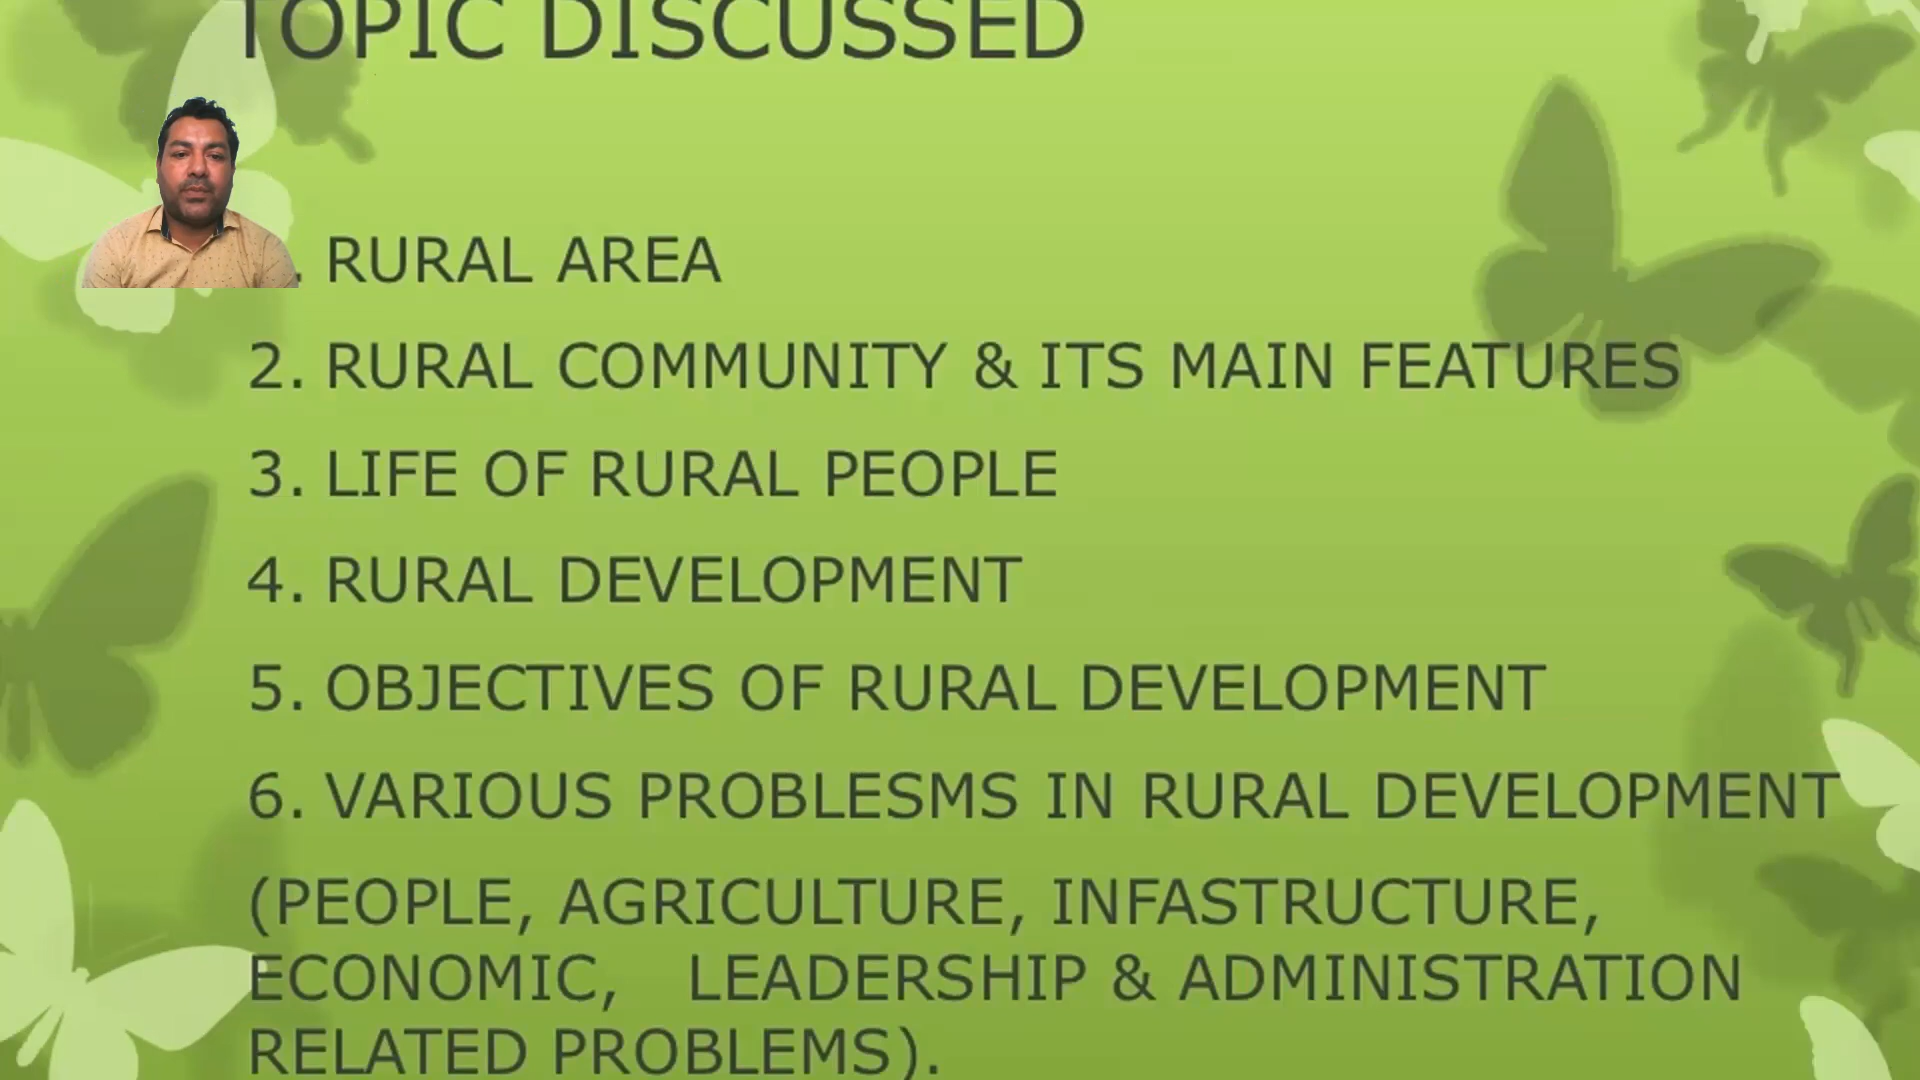 TOPIC DISCUSSED
. RURAL AREA
2. RURAL COMMUNITY & ITS MAIN FEATURES
3. LIFE OF RURAL PEOPLE
4. RURAL DEVELOPMENT
5. OBJECTIVES OF RURAL DEVELOPMENT
6. VARIOUS PROBLESMS IN RURAL DEVELOPMENT
(PEOPLE, AGRICULTURE, INFASTRUCTURE,
ECONOMIC, LEADERSHIP & ADMINISTRATION
RELATED PROBLEMS).